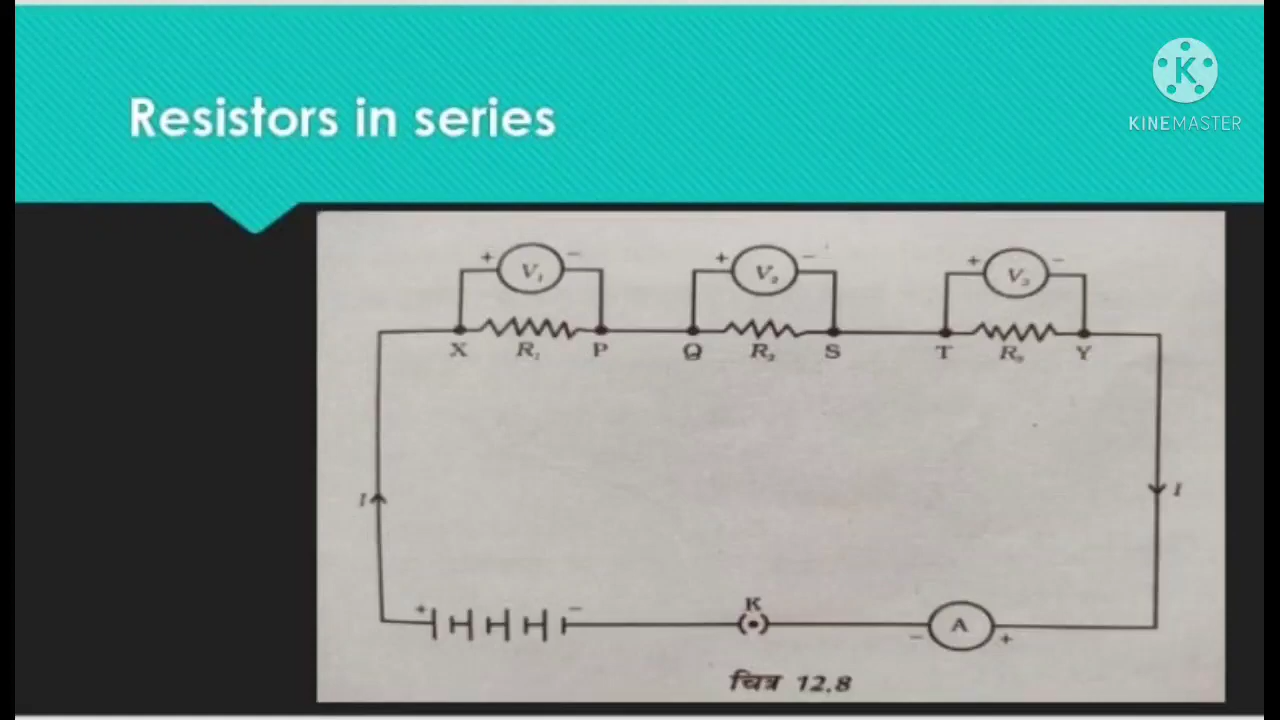 Resistors in series
K
KINEMASTER
+ V₁ − + V₂ − + V₃ −
X R₁ P Q R₂ S T R₃ Y
I I
+ − K − A +
चित्र 12.8